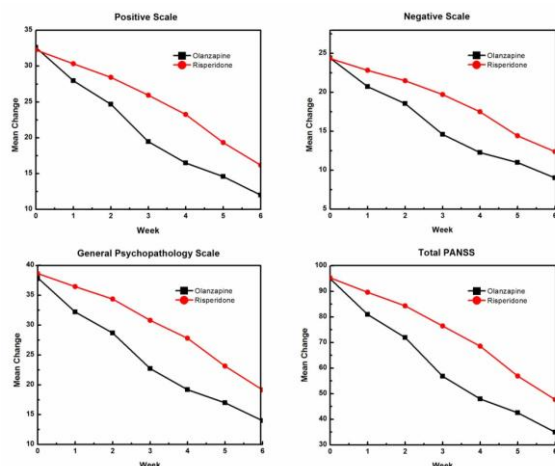 Positive Scale
35
30
25
20
15
10
Mean Change
Olanzapine
Risperidone
0 1 2 3 4 5 6
Week
Negative Scale
25
20
15
10
5
Mean Change
Olanzapine
Risperidone
0 1 2 3 4 5 6
Week
General Psychopathology Scale
40
35
30
25
20
15
10
Mean Change
Olanzapine
Risperidone
0 1 2 3 4 5 6
Week
Total PANSS
100
90
80
70
60
50
40
30
Mean Change
Olanzapine
Risperidone
0 1 2 3 4 5 6
Week